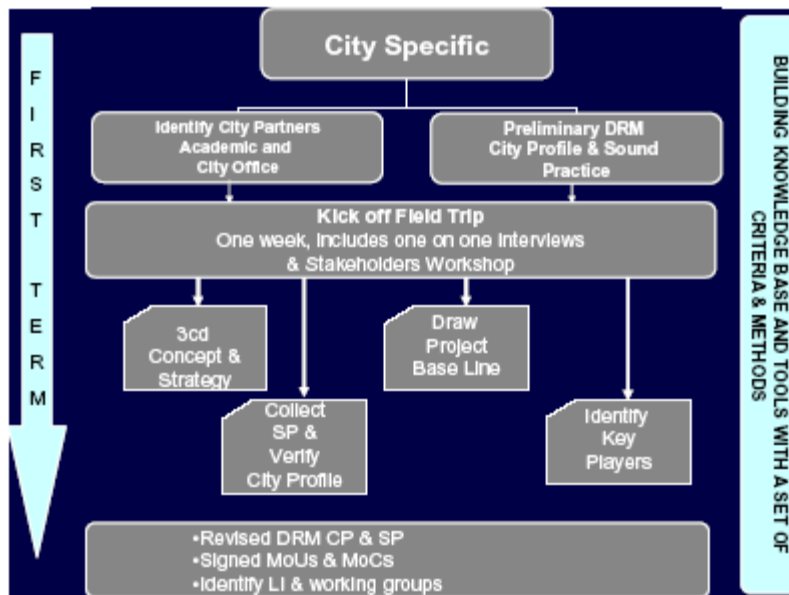 City Specific
FIRST TERM
Identify City Partners
Academic and
City Office
Preliminary DRM
City Profile & Sound
Practice
Kick off Field Trip
One week, includes one on one interviews
& Stakeholders Workshop
3cd
Concept &
Strategy
Collect
SP &
Verify
City Profile
Draw
Project
Base Line
Identify
Key
Players
•Revised DRM CP & SP
•Signed MoUs & MoCs
•Identify LI & working groups
BUILDING KNOWLEDGE BASE AND TOOLS WITH A SET OF
CRITERIA & METHODS